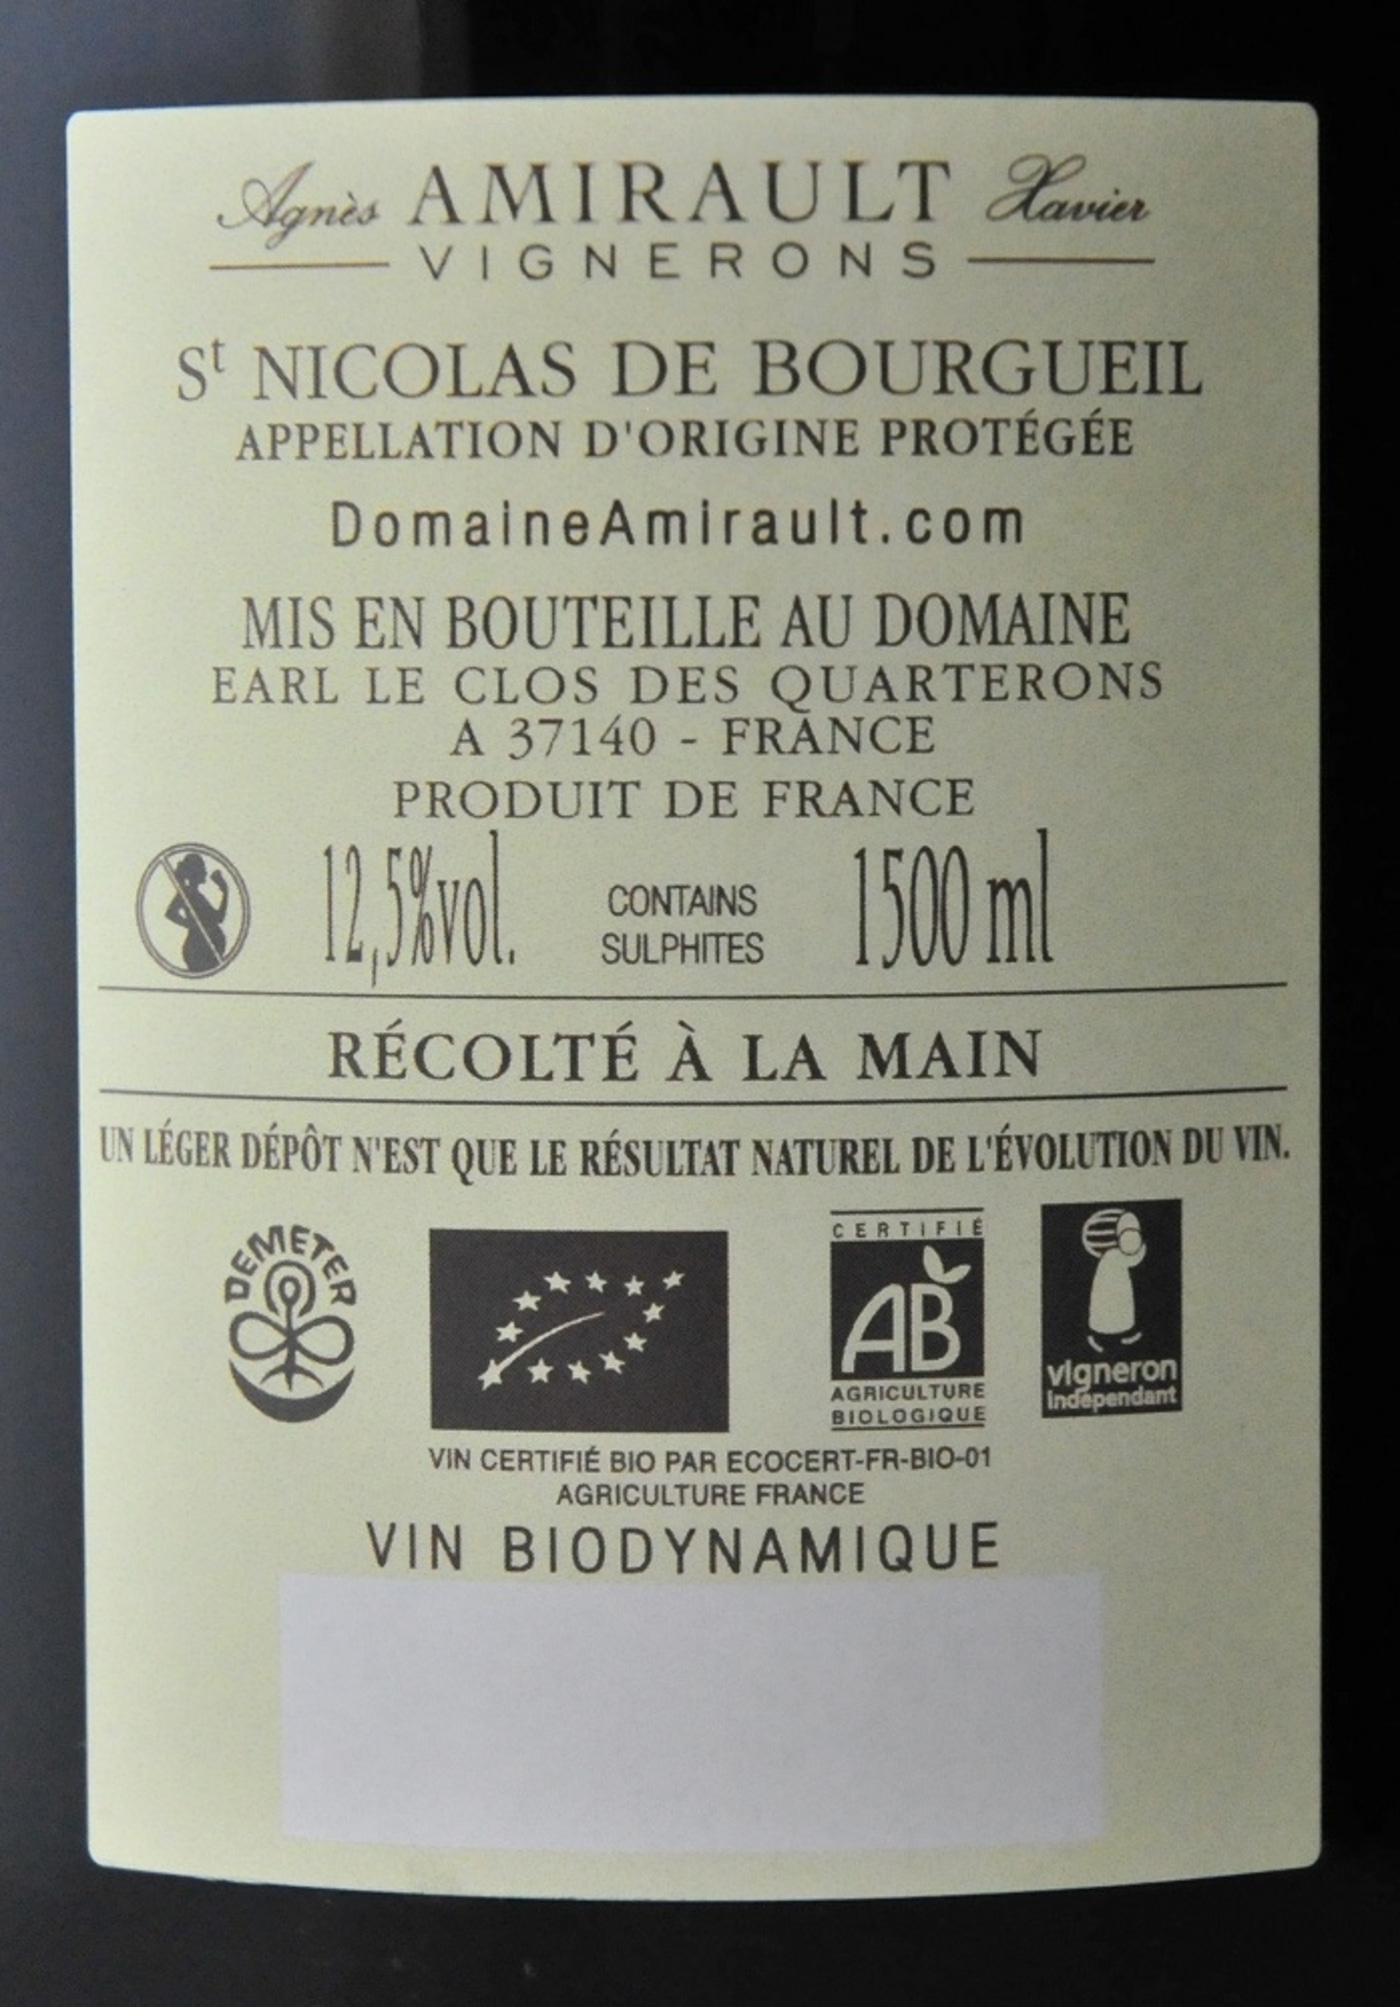 Agnès AMIRAULT Xavier
VIGNERONS
St NICOLAS DE BOURGUEIL
APPELLATION D'ORIGINE PROTÉGÉE
DomaineAmirault.com
MIS EN BOUTEILLE AU DOMAINE
EARL LE CLOS DES QUARTERONS
A 37140 - FRANCE
PRODUIT DE FRANCE
12,5%vol. CONTAINS SULPHITES 1500 ml
RÉCOLTÉ À LA MAIN
UN LÉGER DÉPÔT N'EST QUE LE RÉSULTAT NATUREL DE L'ÉVOLUTION DU VIN.
DEMETER
CERTIFIÉ
AB
AGRICULTURE
BIOLOGIQUE
vigneron
indépendant
VIN CERTIFIÉ BIO PAR ECOCERT-FR-BIO-01
AGRICULTURE FRANCE
VIN BIODYNAMIQUE